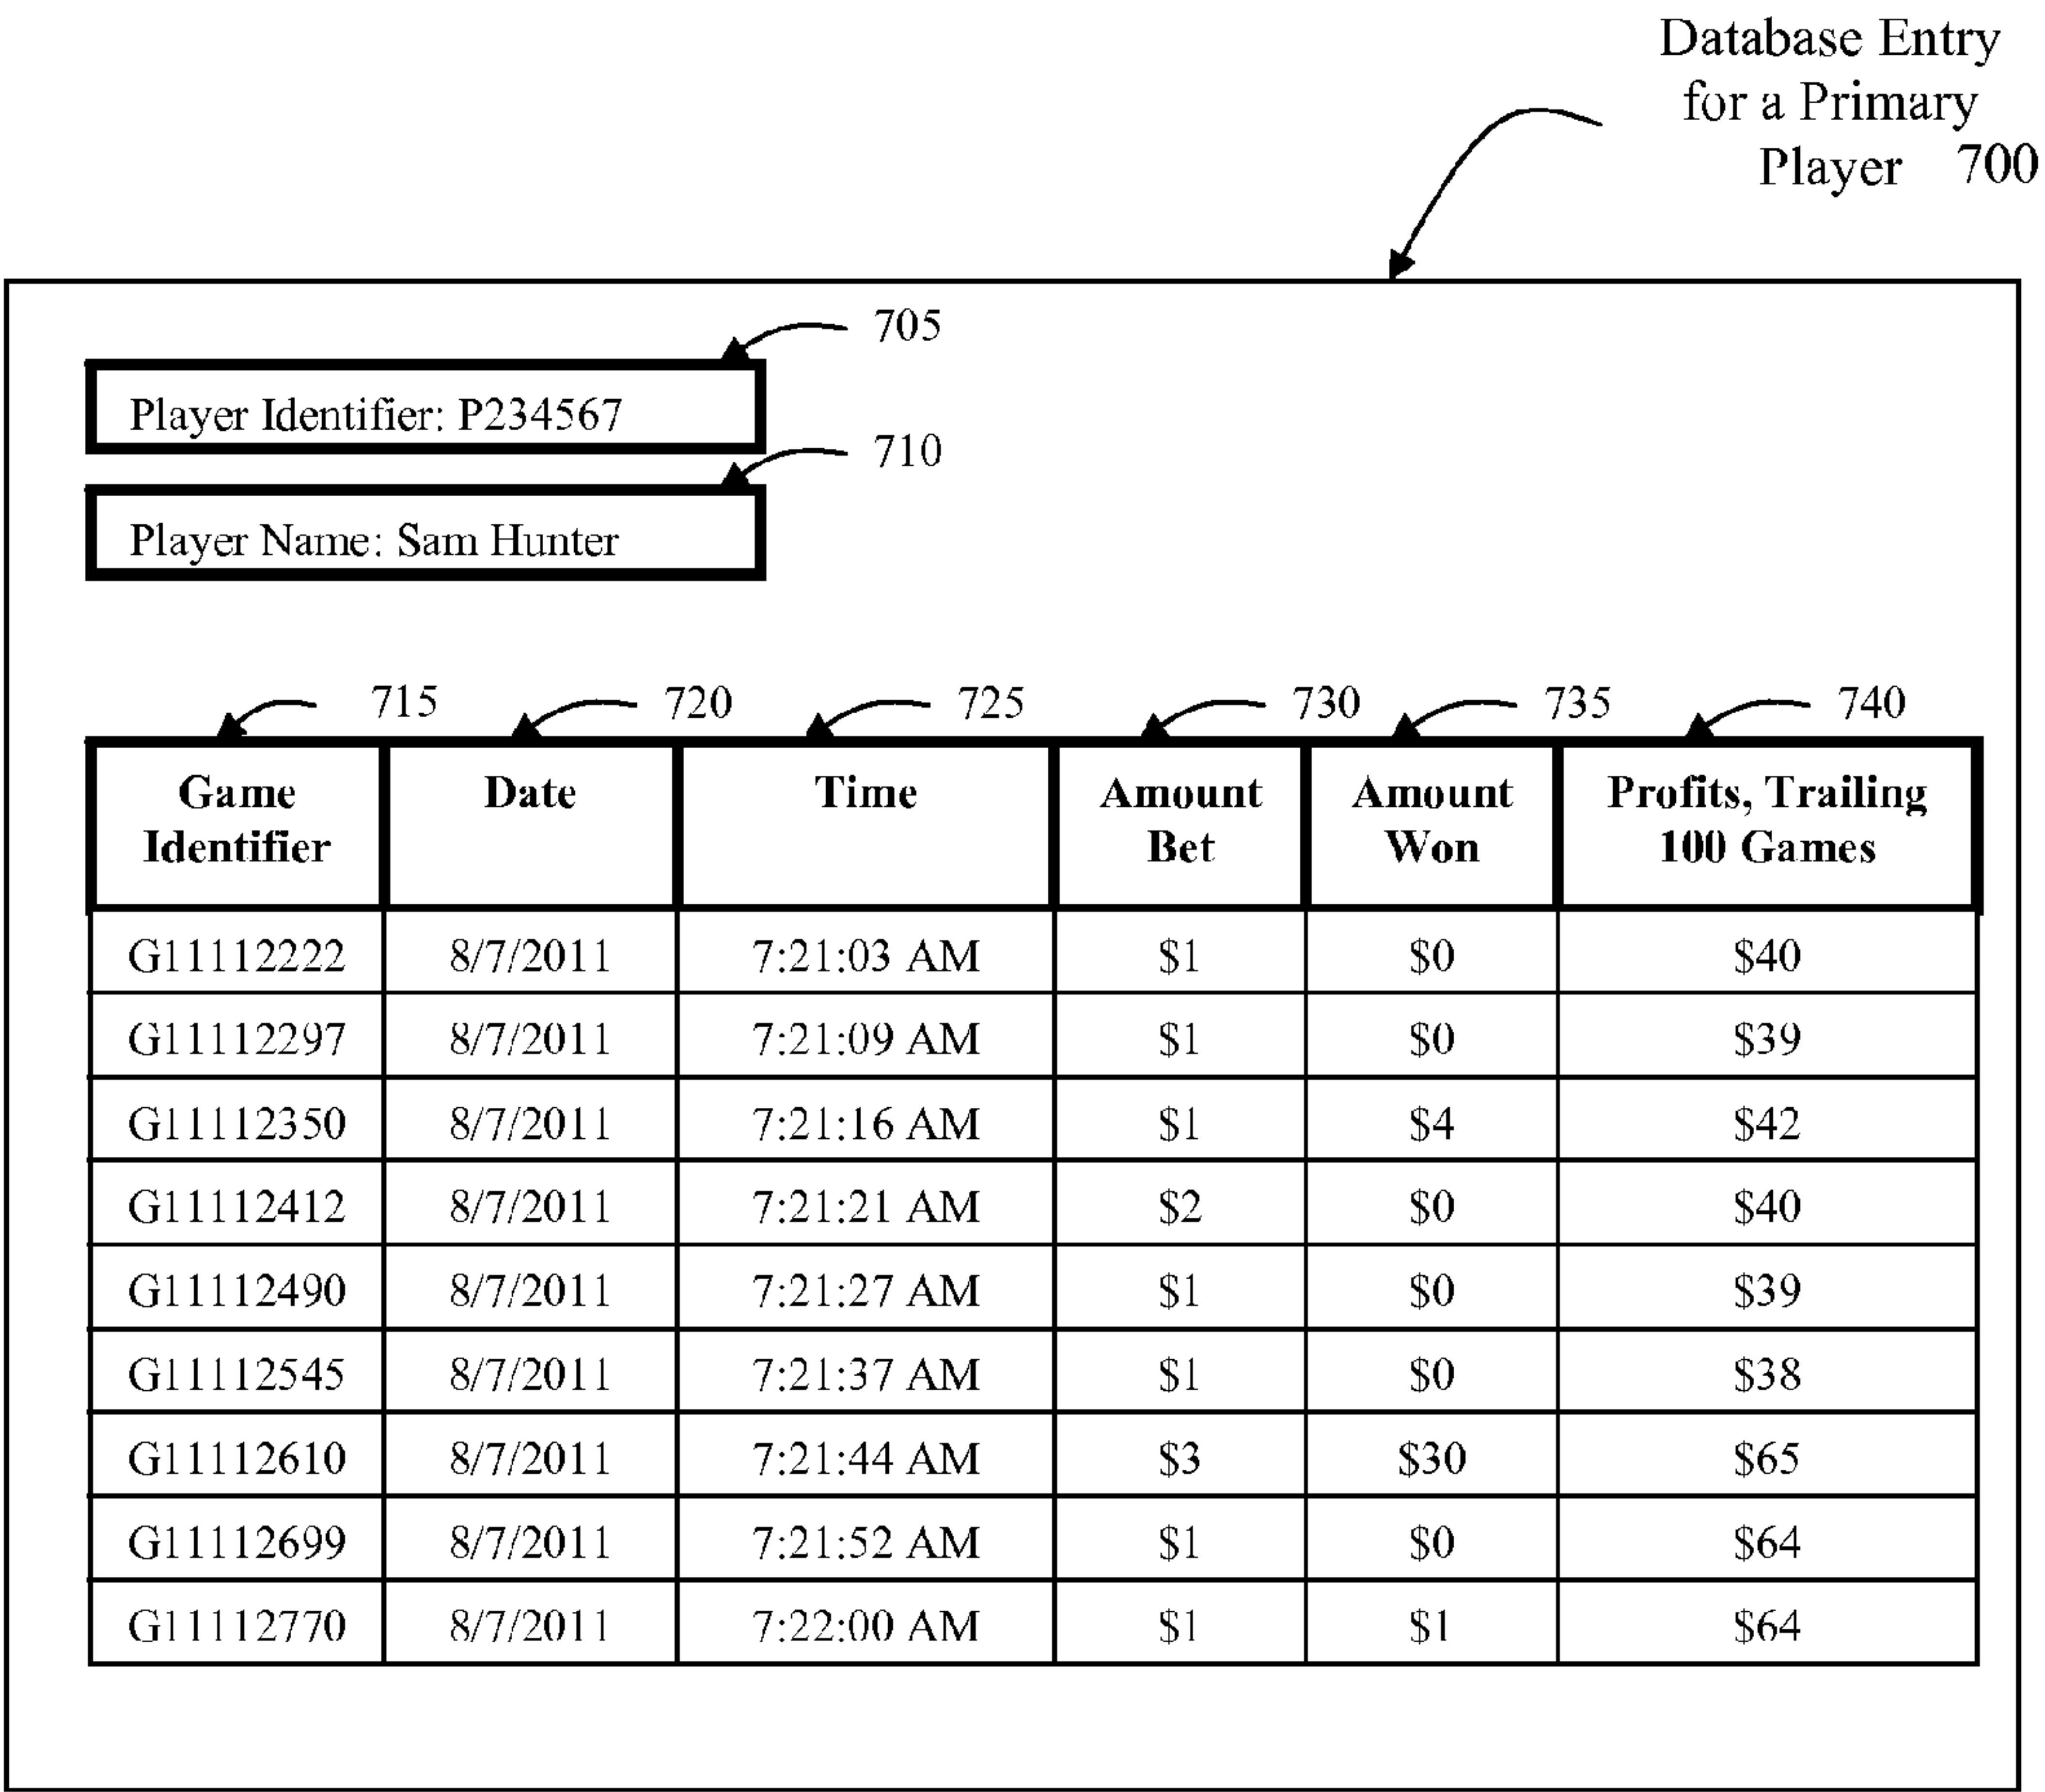 Database Entry
for a Primary
Player 700
705
Player Identifier: P234567
710
Player Name: Sam Hunter
715 720 725 730 735 740
Game Date Time Amount Amount Profits, Trailing
Identifier Bet Won 100 Games
G11112222 8/7/2011 7:21:03 AM $1 $0 $40
G11112297 8/7/2011 7:21:09 AM $1 $0 $39
G11112350 8/7/2011 7:21:16 AM $1 $4 $42
G11112412 8/7/2011 7:21:21 AM $2 $0 $40
G11112490 8/7/2011 7:21:27 AM $1 $0 $39
G11112545 8/7/2011 7:21:37 AM $1 $0 $38
G11112610 8/7/2011 7:21:44 AM $3 $30 $65
G11112699 8/7/2011 7:21:52 AM $1 $0 $64
G11112770 8/7/2011 7:22:00 AM $1 $1 $64